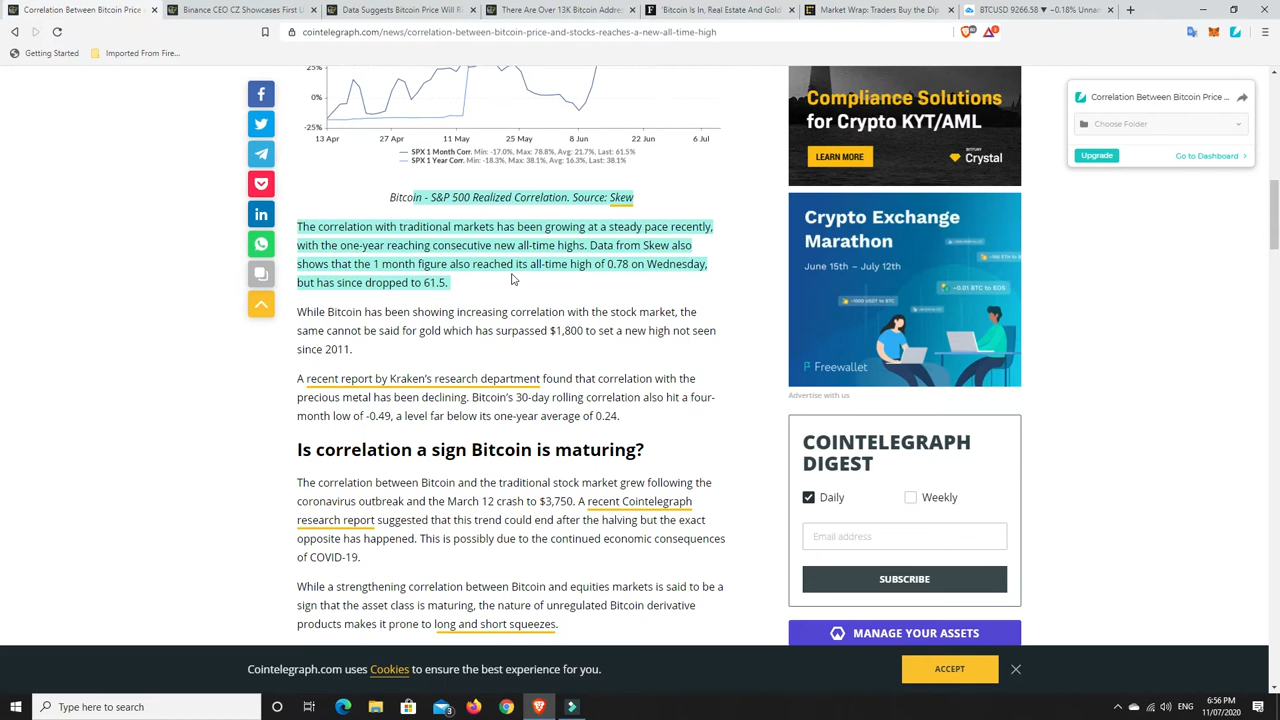 Correlation Between Bitcoin Price
Binance CEO CZ Showcases First U
Data Suggests Bitcoin Price Will R
There Are Over 13K Bitcoin Addres
'Bitcoin Is In, Real Estate And Gold
Market Wrap: Traders Buy the Dip
BTCUSD 9266.58 ▼ −0.18% Unna
cointelegraph.com/news/correlation-between-bitcoin-price-and-stocks-reaches-a-new-all-time-high
Getting Started
Imported From Fire...
25%
0%
-25%
13 Apr 27 Apr 11 May 25 May 8 Jun 22 Jun 6 Jul
SPX 1 Month Corr. Min: -17.0%, Max: 78.8%, Avg: 21.7%, Last: 61.5%
SPX 1 Year Corr. Min: -18.3%, Max: 38.1%, Avg: 16.3%, Last: 38.1%
Bitcoin - S&P 500 Realized Correlation. Source: Skew
The correlation with traditional markets has been growing at a steady pace recently,
with the one-year reaching consecutive new all-time highs. Data from Skew also
shows that the 1 month figure also reached its all-time high of 0.78 on Wednesday,
but has since dropped to 61.5.
While Bitcoin has been showing increasing correlation with the stock market, the
same cannot be said for gold which has surpassed $1,800 to set a new high not seen
since 2011.
A recent report by Kraken's research department found that correlation with the
precious metal has been declining. Bitcoin's 30-day rolling correlation also hit a four-
month low of -0.49, a level far below its one-year average of 0.24.
Is correlation a sign Bitcoin is maturing?
The correlation between Bitcoin and the traditional stock market grew following the
coronavirus outbreak and the March 12 crash to $3,750. A recent Cointelegraph
research report suggested that this trend could end after the halving but the exact
opposite has happened. This is possibly due to the continued economic consequences
of COVID-19.
While a strengthening correlation between Bitcoin and equities markets is said to be a
sign that the asset class is maturing, the nature of unregulated Bitcoin derivative
products makes it prone to long and short squeezes.
Compliance Solutions
for Crypto KYT/AML
LEARN MORE
BITFURY
Crystal
Crypto Exchange
Marathon
June 15th - July 12th
~0.01 BTC to EOS
~1000 USDT to BTC
Freewallet
Advertise with us
COINTELEGRAPH
DIGEST
Daily
Weekly
Email address
SUBSCRIBE
MANAGE YOUR ASSETS
Correlation Between Bitcoin Price ...
Choose Folder
Upgrade
Go to Dashboard
Cointelegraph.com uses Cookies to ensure the best experience for you.
ACCEPT
Type here to search
3
ENG
6:56 PM
11/07/2020